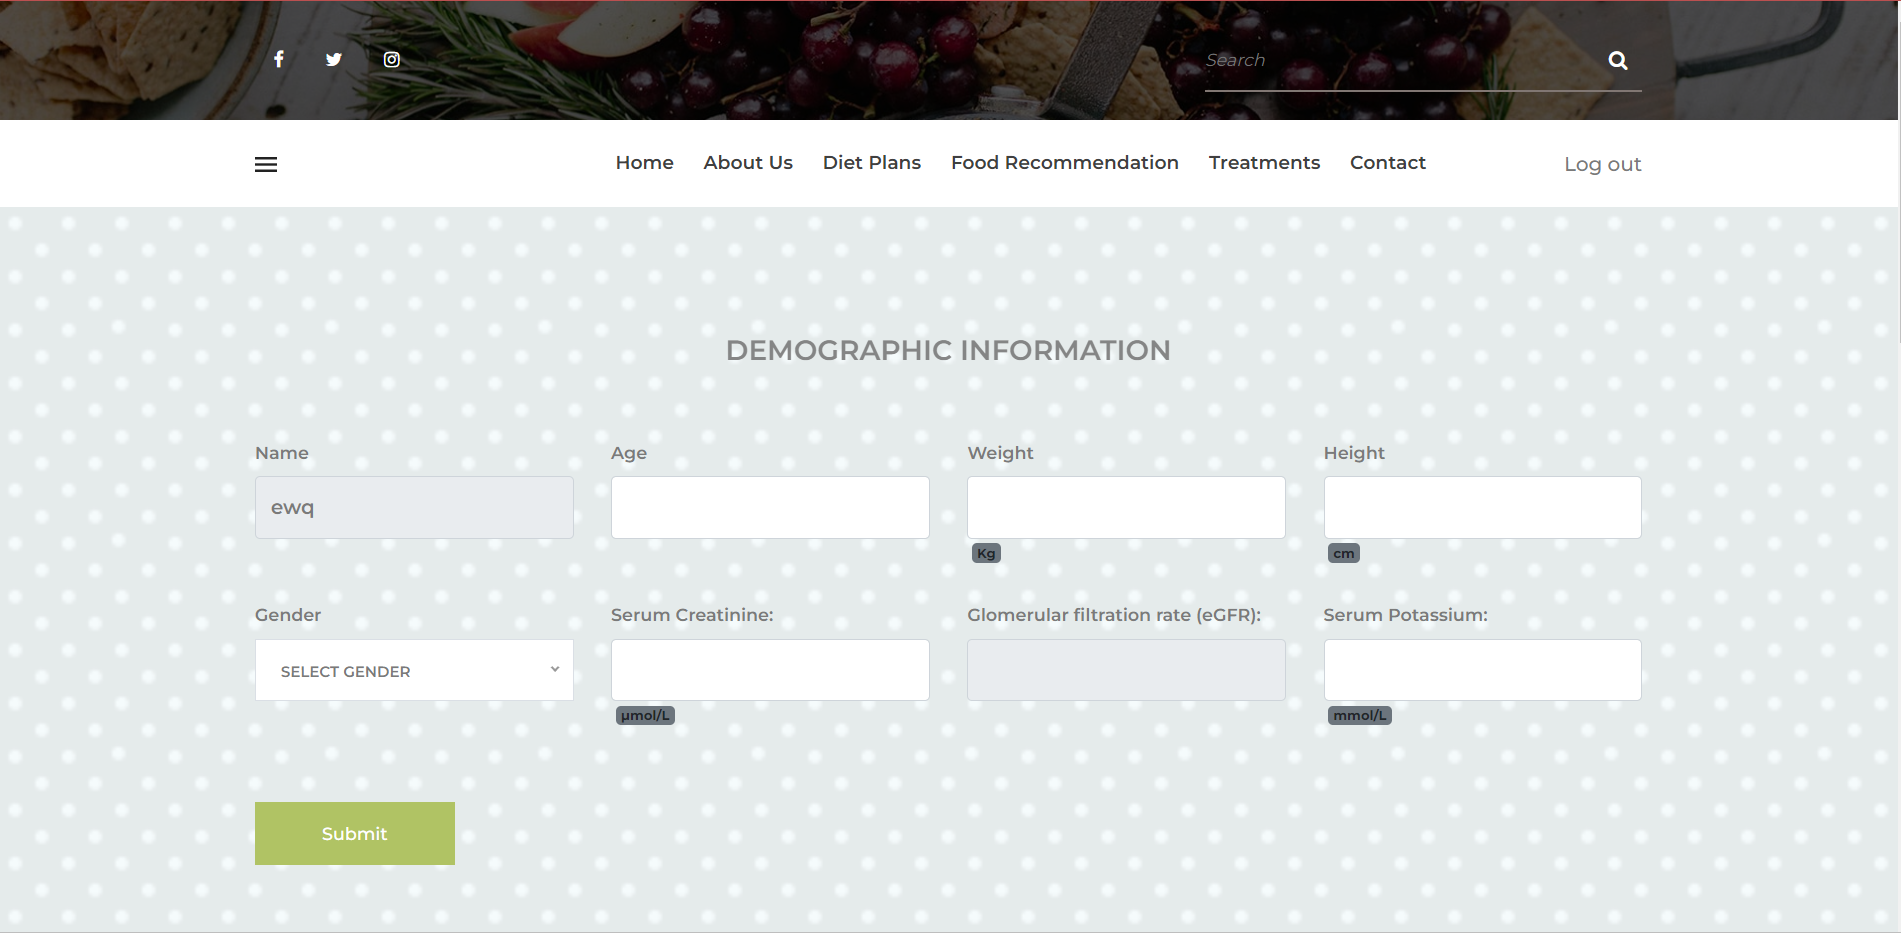 Search
Home About Us Diet Plans Food Recommendation Treatments Contact Log out
DEMOGRAPHIC INFORMATION
Name Age Weight Height
ewq
Kg cm
Gender Serum Creatinine: Glomerular filtration rate (eGFR): Serum Potassium:
SELECT GENDER
µmol/L mmol/L
Submit